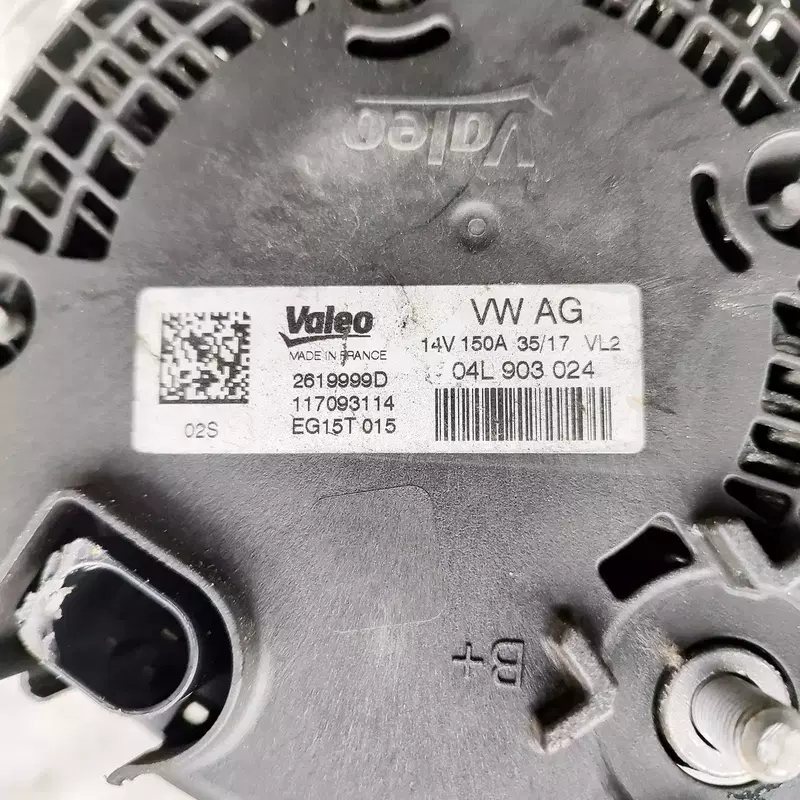 Valeo
Valeo
MADE IN FRANCE
2619999D
117093114
EG15T 015
02S
VW AG
14V 150A 35/17 VL2
04L 903 024
B+